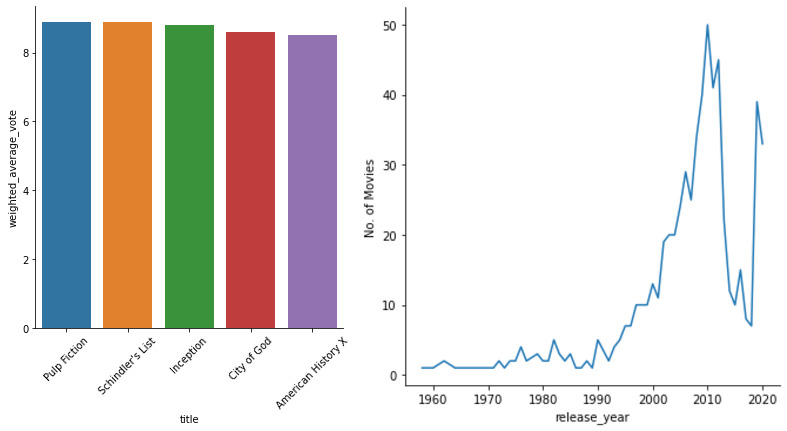 weighted_average_vote
8
6
4
2
0
Pulp Fiction
Schindler's List
Inception
City of God
American History X
title
No. of Movies
50
40
30
20
10
0
1960 1970 1980 1990 2000 2010 2020
release_year